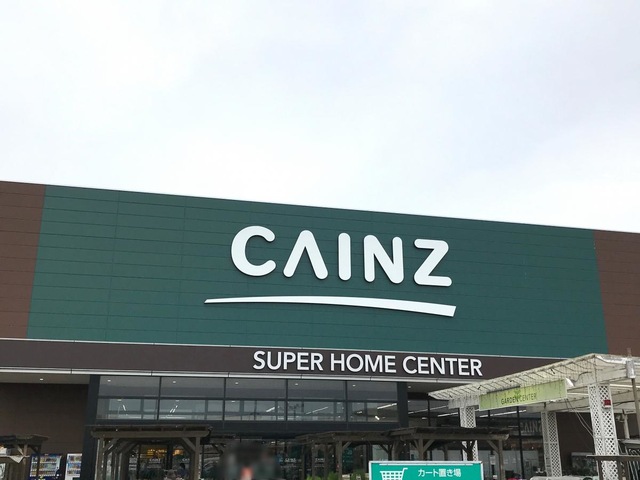 CAINZ
SUPER HOME CENTER
GARDEN CENTER
カート置き場